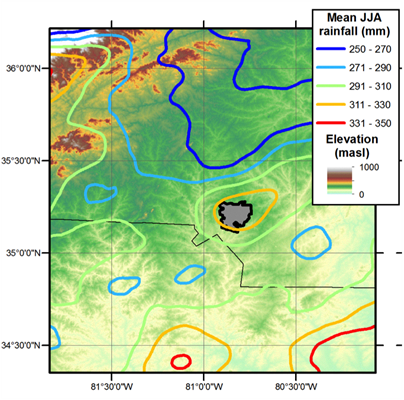 Mean JJA
rainfall (mm)
250 - 270
271 - 290
291 - 310
311 - 330
331 - 350
Elevation
(masl)
1000
0
36°0'0"N
35°30'0"N
35°0'0"N
34°30'0"N
81°30'0"W
81°0'0"W
80°30'0"W